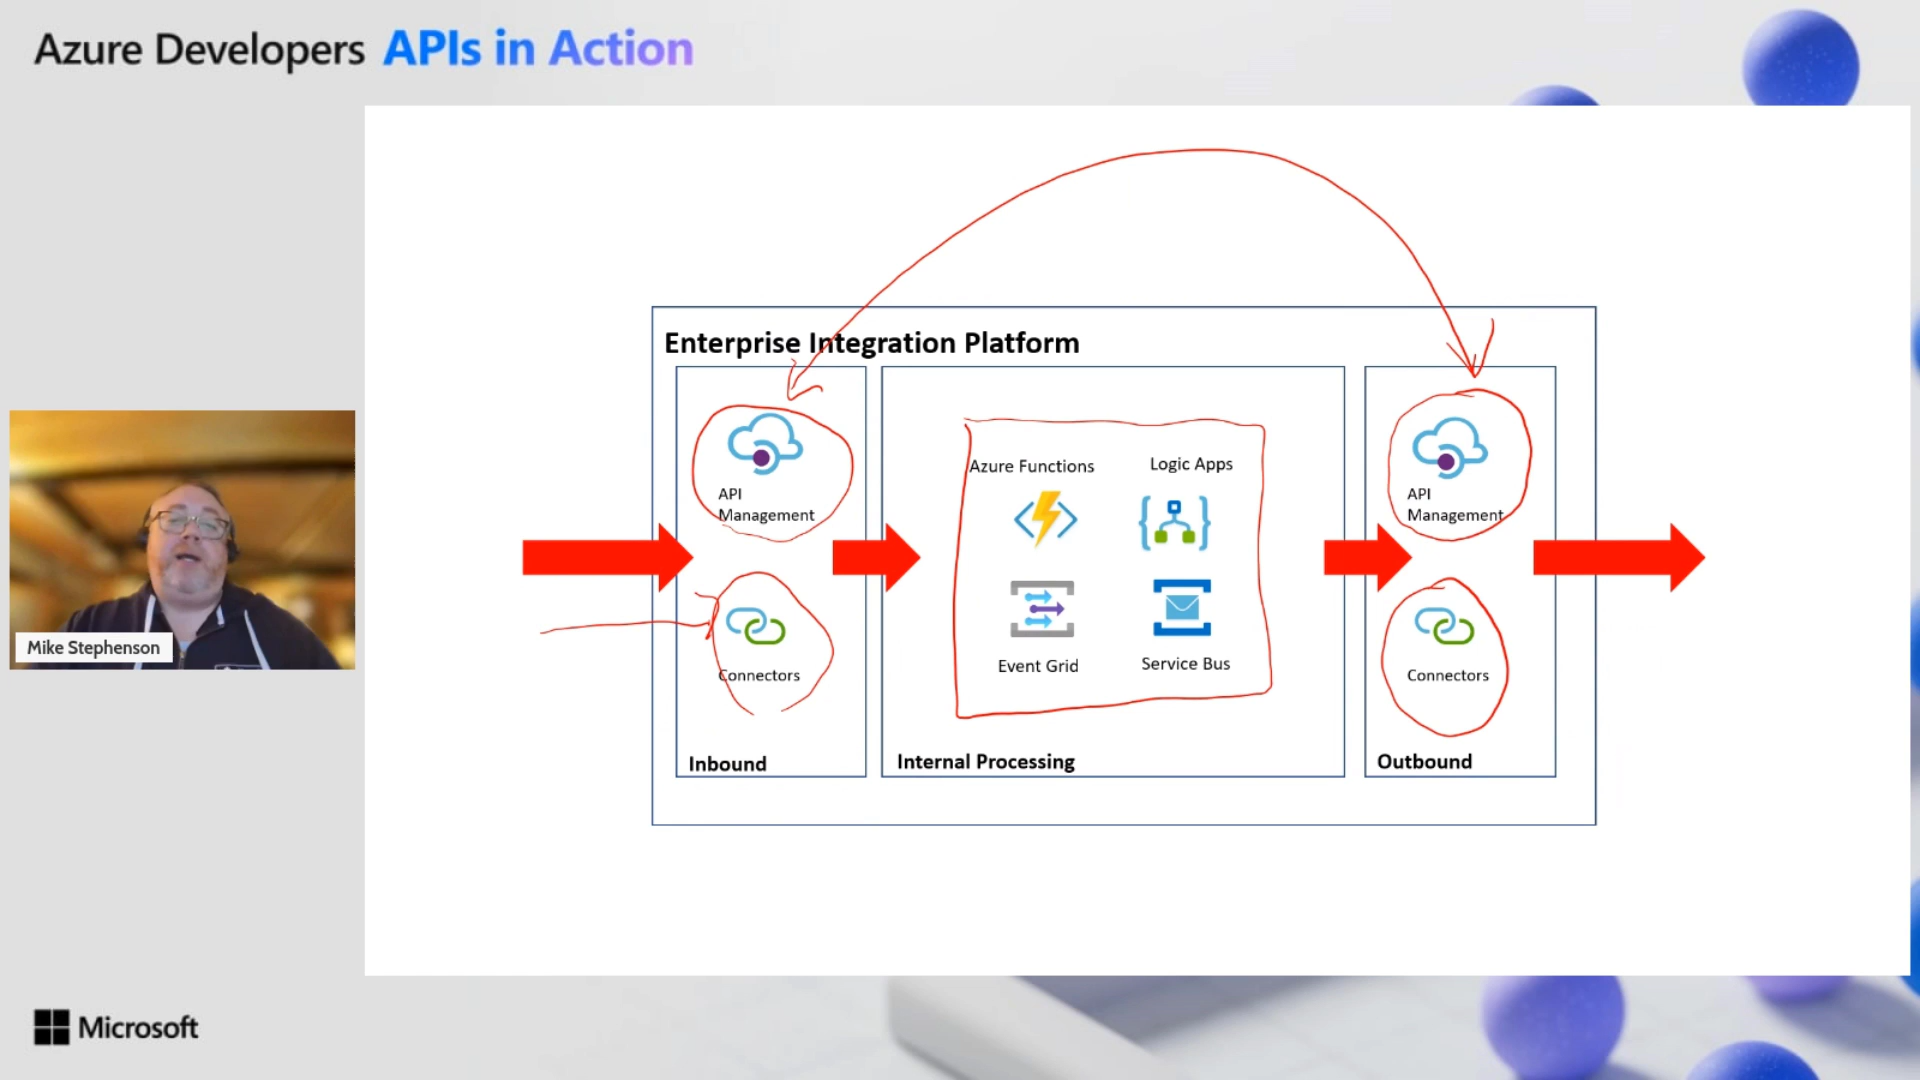 Azure Developers APIs in Action
Enterprise Integration Platform
API
Management
Connectors
Inbound
Azure Functions
Logic Apps
Event Grid
Service Bus
Internal Processing
API
Management
Connectors
Outbound
Mike Stephenson
Microsoft